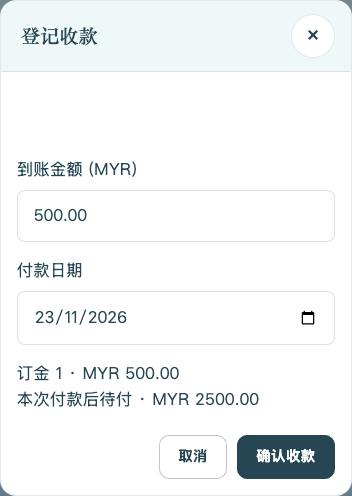 登记收款
×
到账金额 (MYR)
500.00
付款日期
23/11/2026
订金 1 · MYR 500.00
本次付款后待付 · MYR 2500.00
取消
确认收款